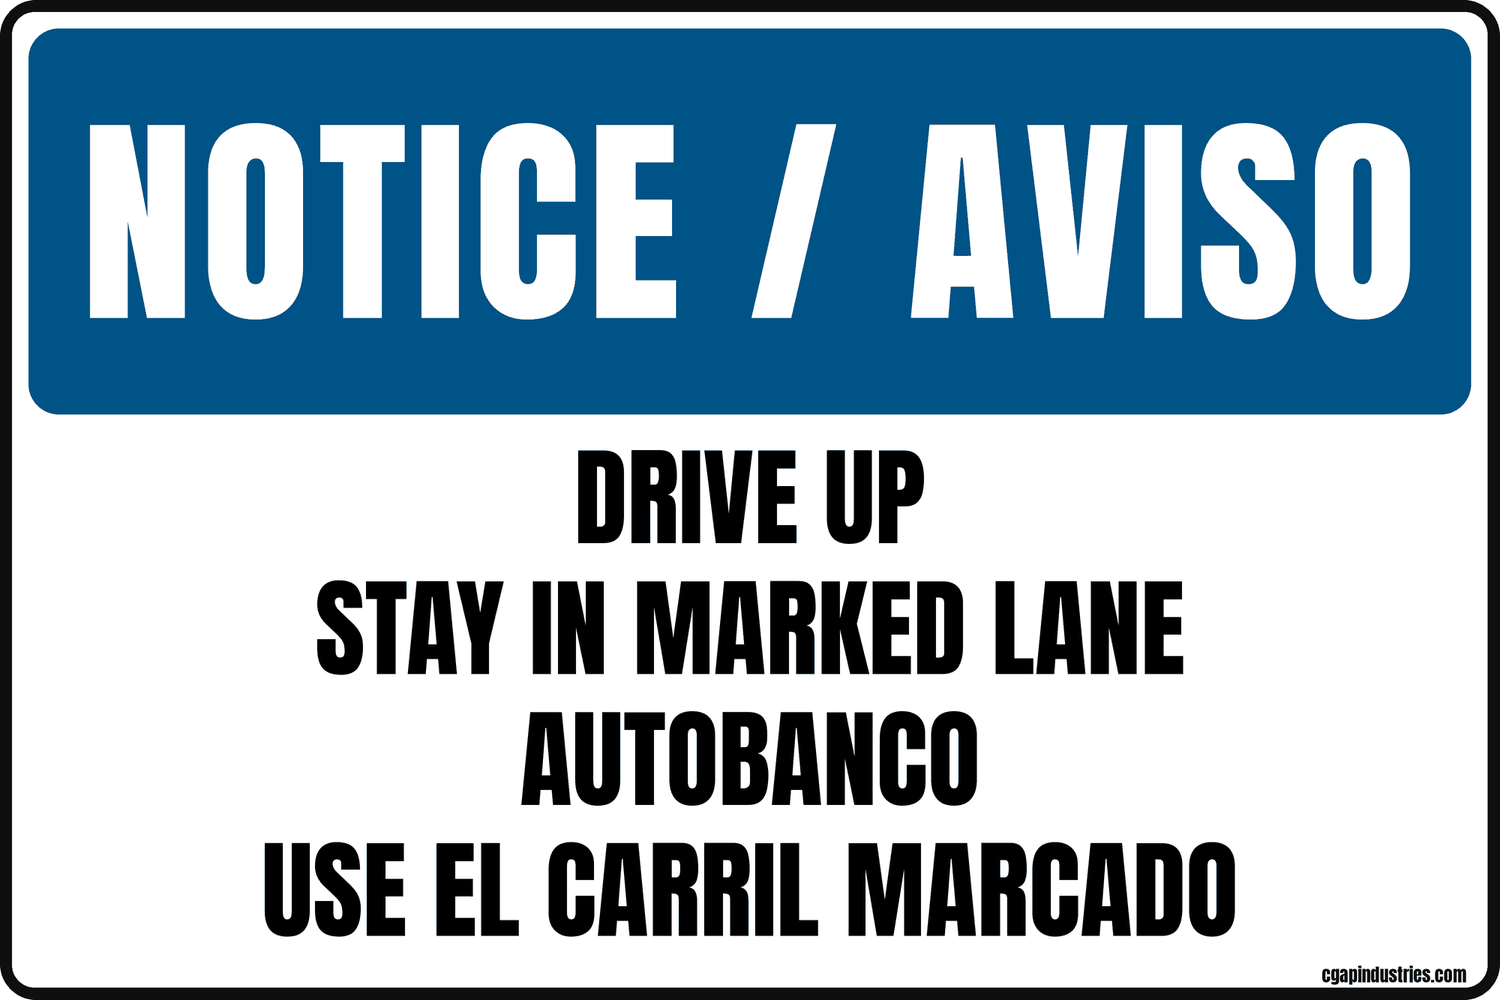 NOTICE / AVISO
DRIVE UP
STAY IN MARKED LANE
AUTOBANCO
USE EL CARRIL MARCADO
cgapindustries.com